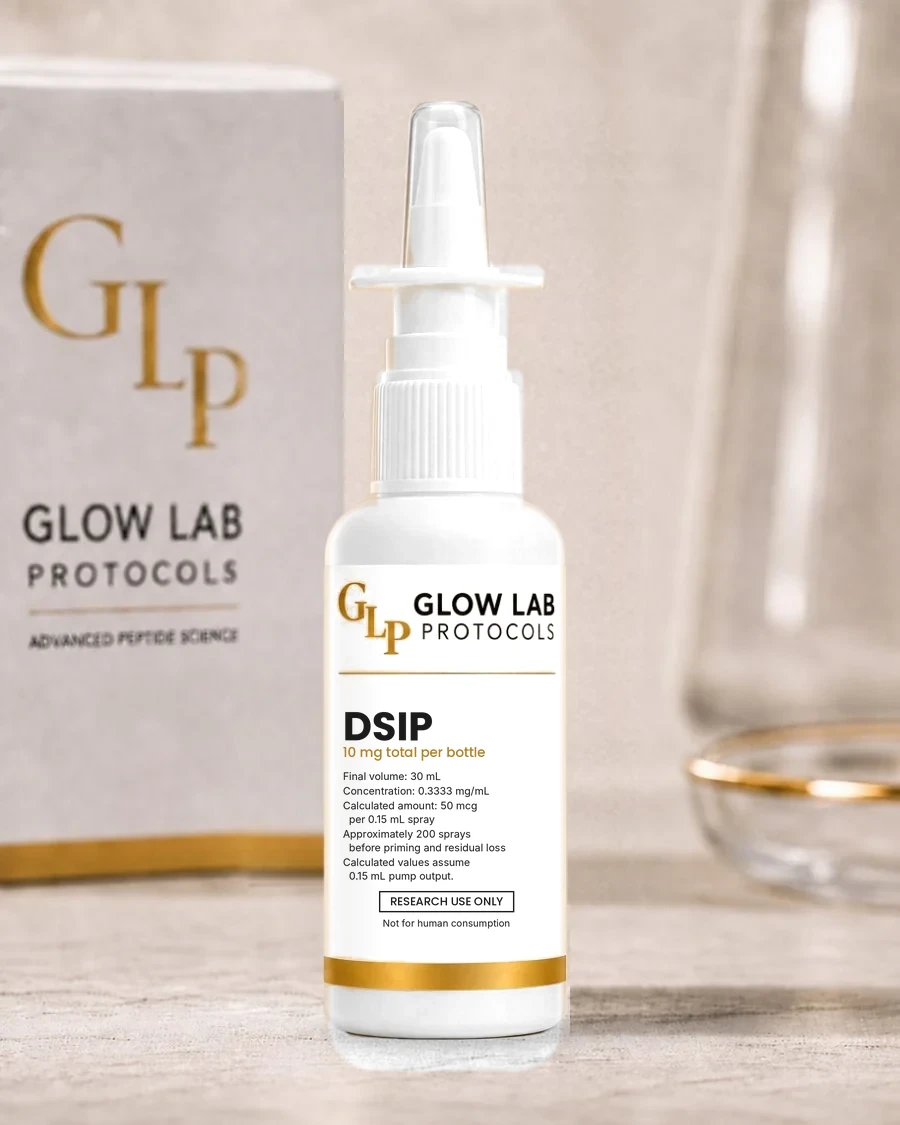 GLP
GLOW LAB
PROTOCOLS
ADVANCED PEPTIDE SCIENCE
GLP
GLOW LAB
PROTOCOLS
DSIP
10 mg total per bottle
Final volume: 30 mL
Concentration: 0.3333 mg/mL
Calculated amount: 50 mcg
per 0.15 mL spray
Approximately 200 sprays
before priming and residual loss
Calculated values assume
0.15 mL pump output.
RESEARCH USE ONLY
Not for human consumption